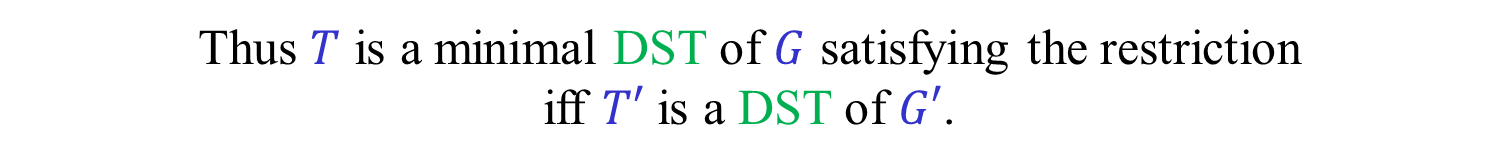 Thus 𝑇 is a minimal DST of 𝐺 satisfying the restriction
iff 𝑇′ is a DST of 𝐺′.